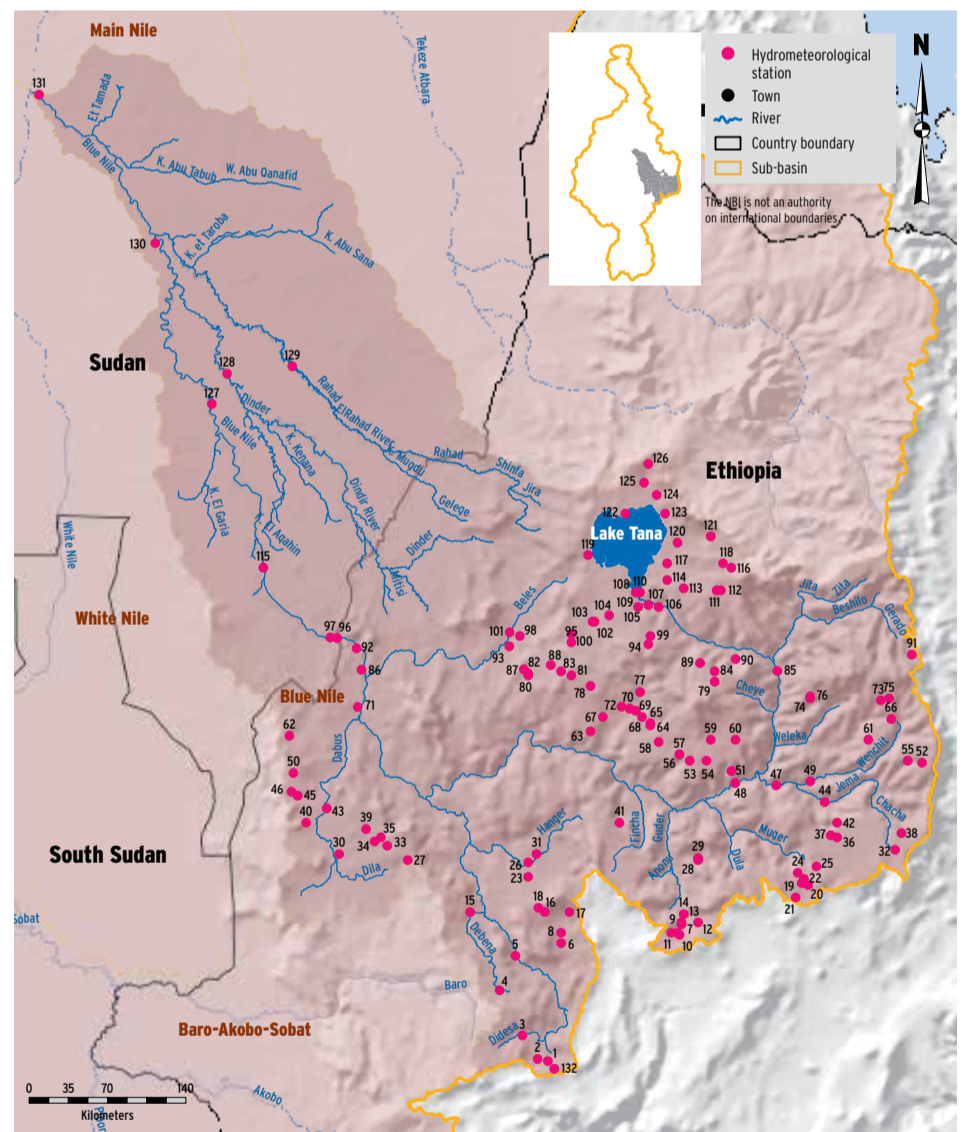 Main Nile
Tekeze Atbara
N
Hydrometeorological
station
Town
River
Country boundary
Sub-basin
The NBI is not an authority
on international boundaries
131
Et Tamada
Blue Nile
K. Abu Tabub
W. Abu Qanafid
130
K. et Taroba
K. Abu Sana
Sudan
128
129
127
Dinder
Blue Nile
K. Kenana
Rahad
ElRahad River
Mugdu
Rahad
Shinfa
Jira
Gelege
K. El Garia
El Aqahin
Dindir River
Dinder
Mitisi
Ethiopia
126
125
124
122
123
Lake Tana
120
121
119
117
118
116
115
114
113
112
111
110
108
109
107
106
105
104
103
102
White Nile
White Nile
Beles
Jita
Zita
Beshilo
Gerado
97
96
101
98
95
100
99
94
93
92
91
90
89
88
87
86
85
84
83
82
81
80
79
78
77
Cheye
76
75
74
73
Blue Nile
72
71
70
69
68
67
66
65
64
63
62
61
60
59
58
57
56
55
54
53
52
51
50
49
48
47
Weleka
Wenchit
Jema
Chacha
Dabus
46
45
44
43
42
41
40
39
38
37
36
35
34
33
32
31
30
29
28
27
26
25
24
23
22
21
20
19
18
17
16
15
14
13
12
11
10
9
8
7
6
5
4
3
2
1
132
Hanger
Fincha
Guder
Muger
Dula
Dila
South Sudan
Sobat
Debena
Baro
Didesa
Baro-Akobo-Sobat
Akobo
0 35 70 140
Kilometers